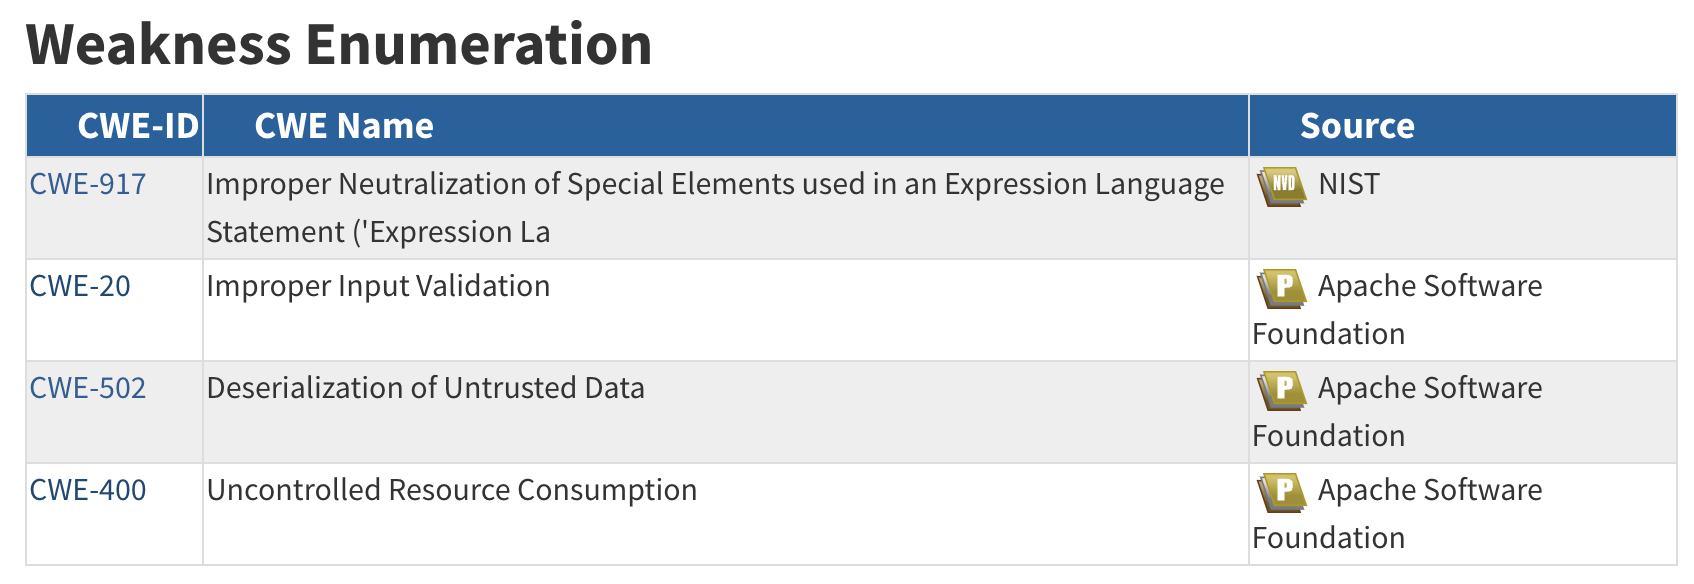 Weakness Enumeration
CWE-ID CWE Name Source
CWE-917 Improper Neutralization of Special Elements used in an Expression Language NVD NIST
Statement ('Expression La
CWE-20 Improper Input Validation P Apache Software
Foundation
CWE-502 Deserialization of Untrusted Data P Apache Software
Foundation
CWE-400 Uncontrolled Resource Consumption P Apache Software
Foundation